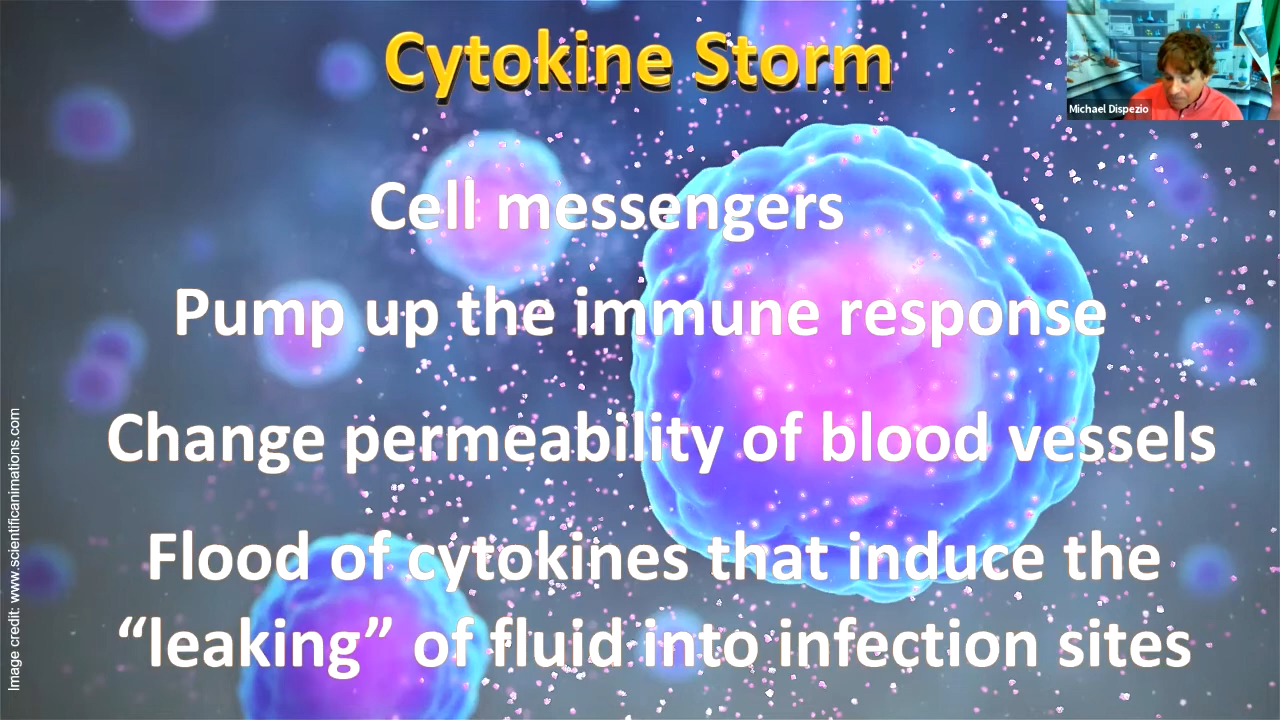 Cytokine Storm
Michael Dispezio
Cell messengers
Pump up the immune response
Change permeability of blood vessels
Flood of cytokines that induce the
“leaking” of fluid into infection sites
Image credit: www.scientificanimations.com